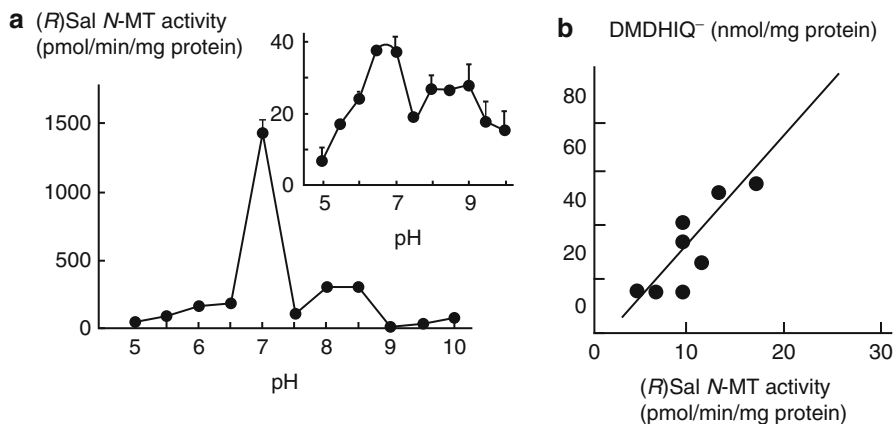 a (R)Sal N-MT activity
(pmol/min/mg protein)
1500
1000
500
0
5 6 7 8 9 10
pH
40
20
0
5 7 9
pH
b DMDHIQ⁻ (nmol/mg protein)
80
60
40
20
0
0 10 20 30
(R)Sal N-MT activity
(pmol/min/mg protein)